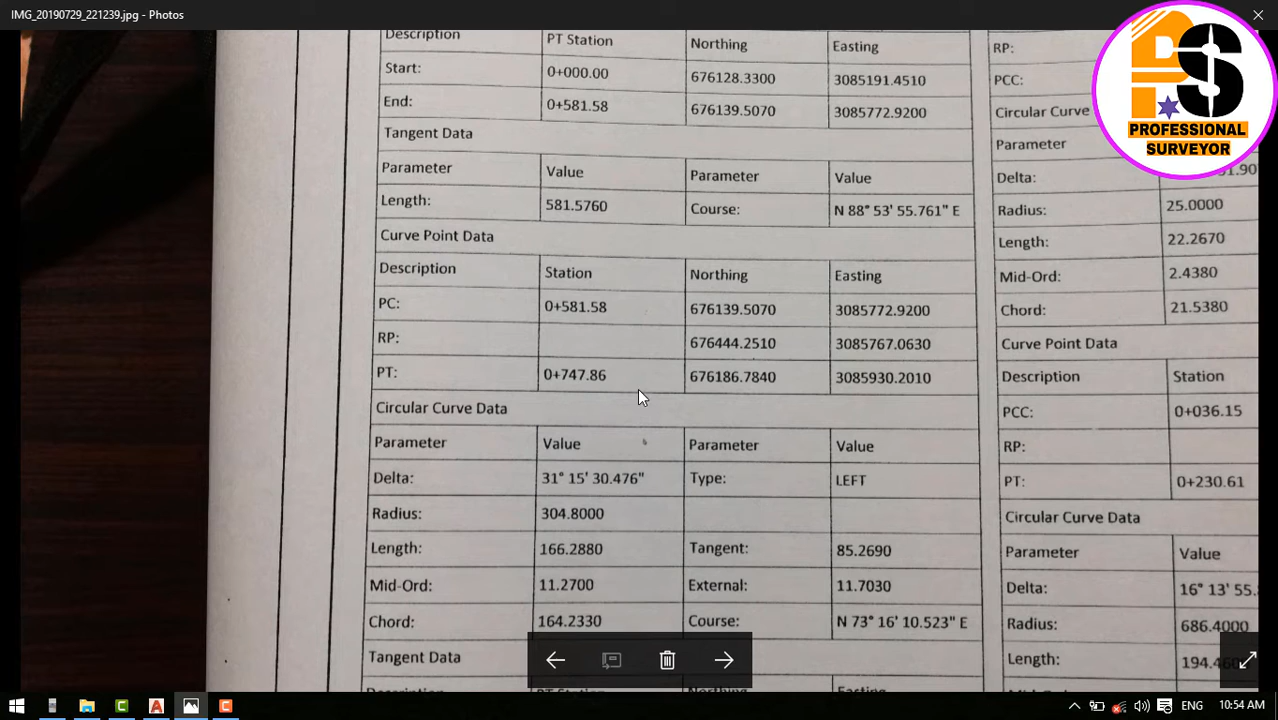 IMG_20190729_221239.jpg - Photos
PROFESSIONAL
SURVEYOR
Description PT Station Northing Easting
Start: 0+000.00 676128.3300 3085191.4510
End: 0+581.58 676139.5070 3085772.9200
Tangent Data
Parameter Value Parameter Value
Length: 581.5760 Course: N 88° 53' 55.761" E
Curve Point Data
Description Station Northing Easting
PC: 0+581.58 676139.5070 3085772.9200
RP: 676444.2510 3085767.0630
PT: 0+747.86 676186.7840 3085930.2010
Circular Curve Data
Parameter Value Parameter Value
Delta: 31° 15' 30.476" Type: LEFT
Radius: 304.8000
Length: 166.2880 Tangent: 85.2690
Mid-Ord: 11.2700 External: 11.7030
Chord: 164.2330 Course: N 73° 16' 10.523" E
Tangent Data
Description PT Station Northing Easting
RP:
PCC:
Circular Curve
Parameter
Delta:
Radius: 25.0000
Length: 22.2670
Mid-Ord: 2.4380
Chord: 21.5380
Curve Point Data
Description Station
PCC: 0+036.15
RP:
PT: 0+230.61
Circular Curve Data
Parameter Value
Delta: 16° 13' 55.
Radius: 686.4000
Length:
ENG 10:54 AM